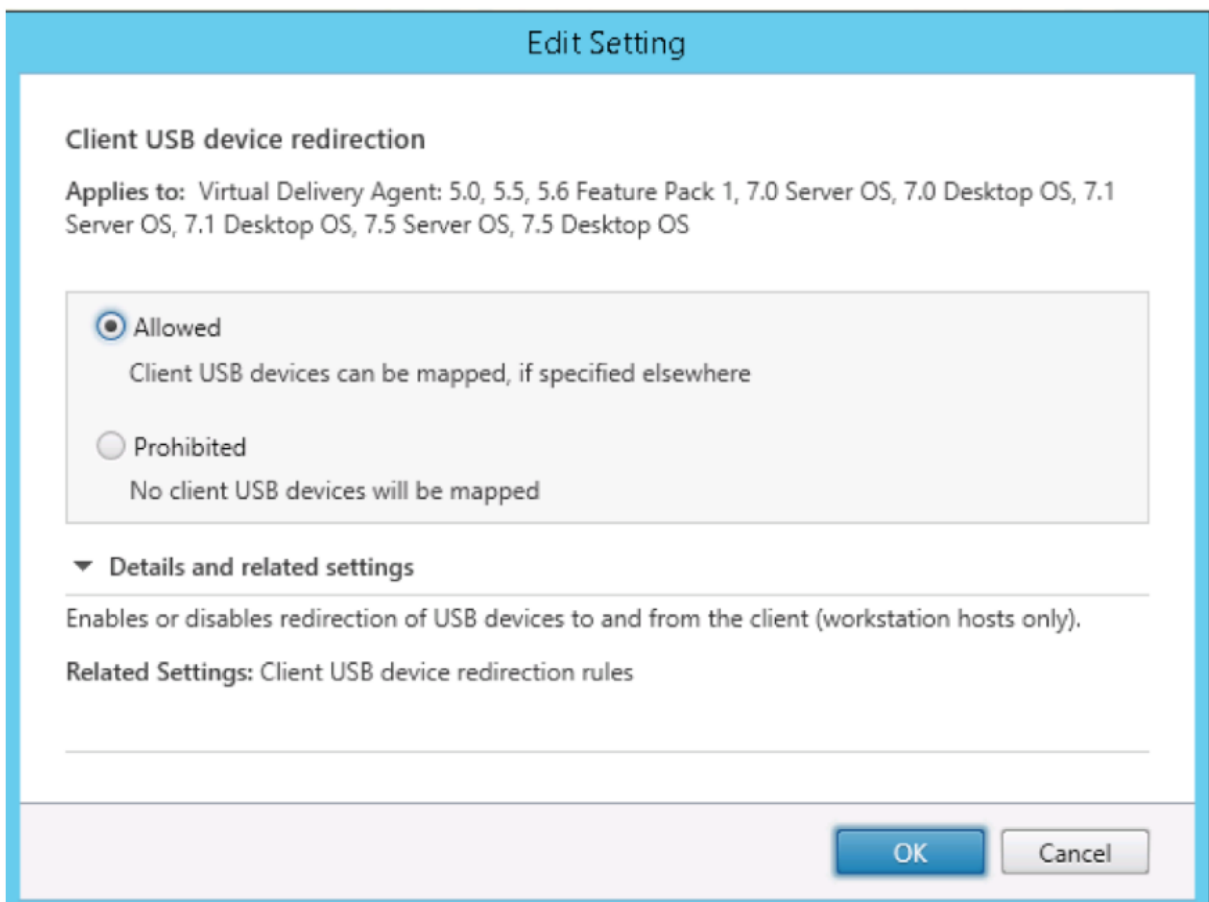 Edit Setting
Client USB device redirection
Applies to: Virtual Delivery Agent: 5.0, 5.5, 5.6 Feature Pack 1, 7.0 Server OS, 7.0 Desktop OS, 7.1
Server OS, 7.1 Desktop OS, 7.5 Server OS, 7.5 Desktop OS
Allowed
Client USB devices can be mapped, if specified elsewhere
Prohibited
No client USB devices will be mapped
Details and related settings
Enables or disables redirection of USB devices to and from the client (workstation hosts only).
Related Settings: Client USB device redirection rules
OK
Cancel